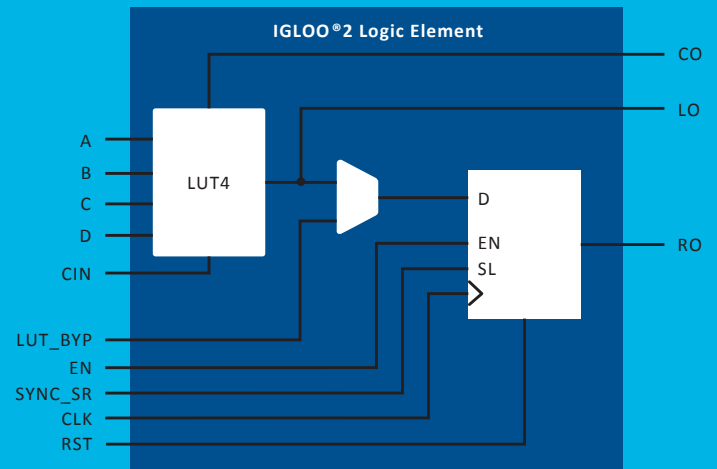 IGLOO®2 Logic Element
CO
LO
A
B
C
D
CIN
LUT4
D
EN
SL
RO
LUT_BYP
EN
SYNC_SR
CLK
RST